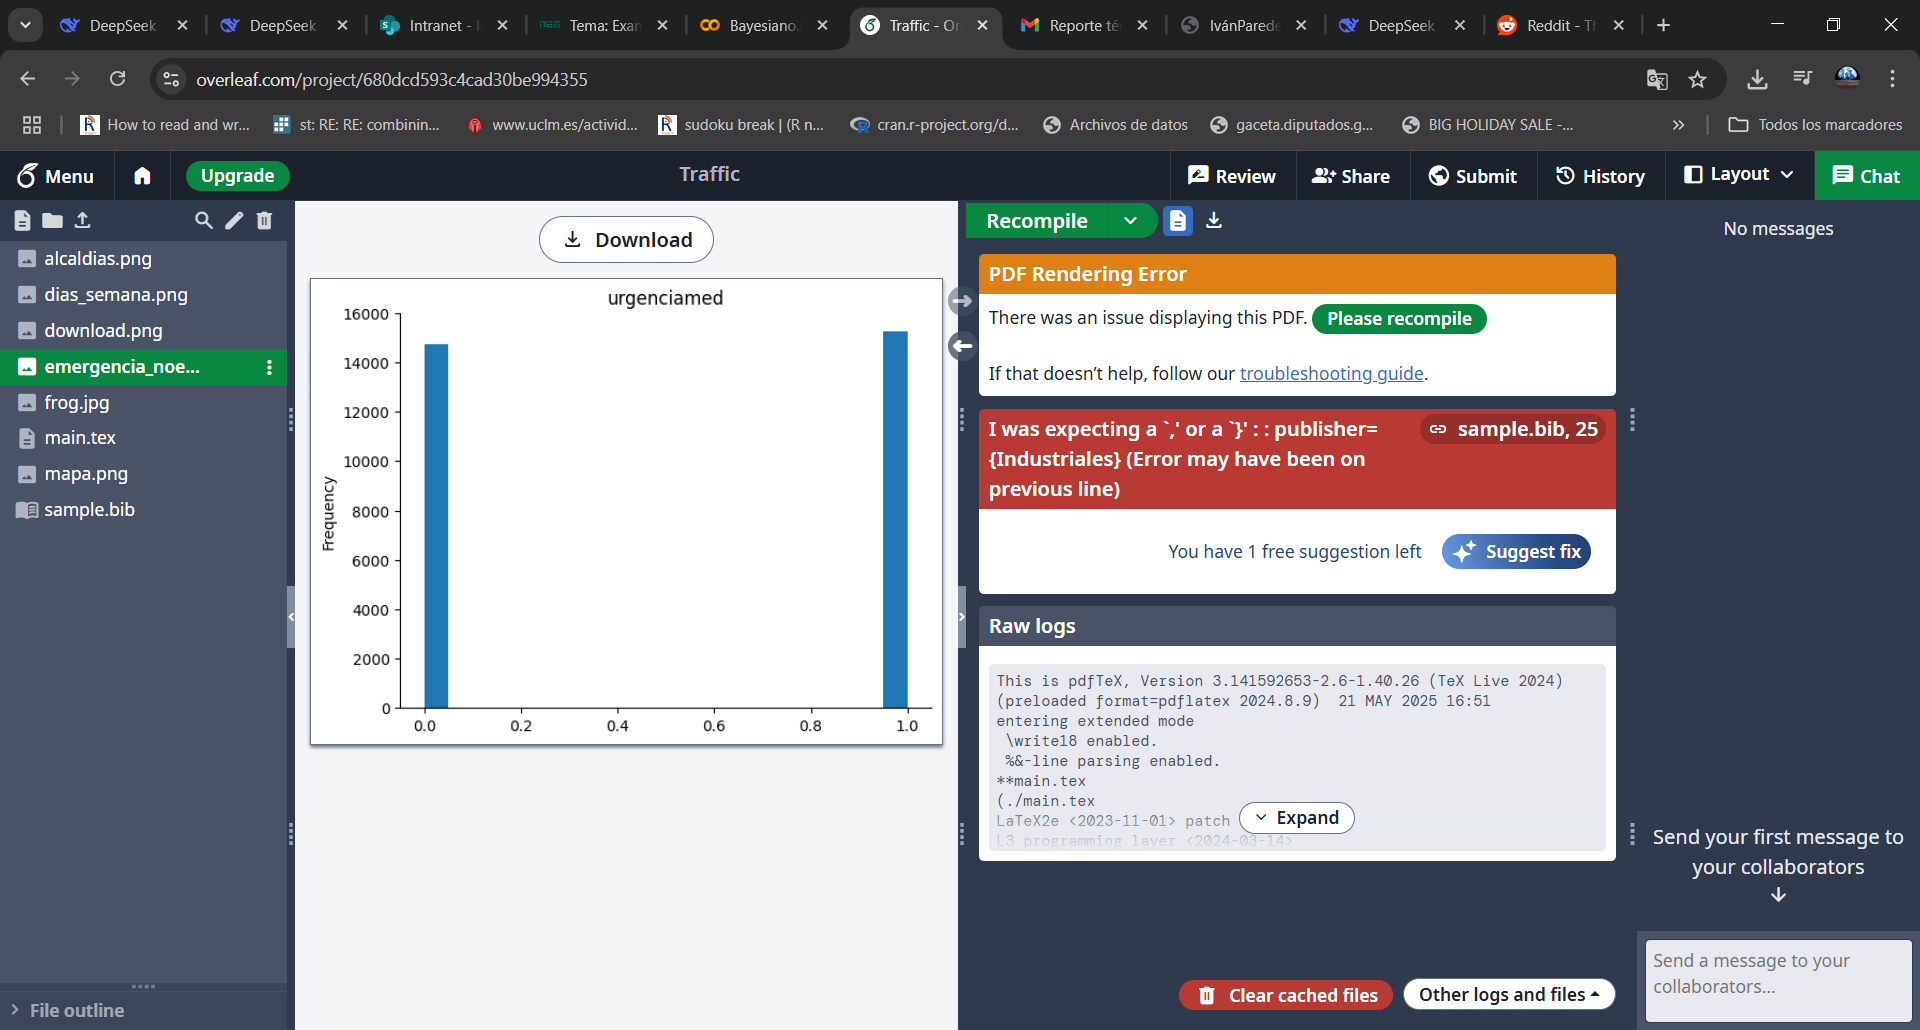 DeepSeek
DeepSeek
Intranet - I
Tema: Exan
Bayesiano.
Traffic - On
Reporte té
IvánParede
DeepSeek
Reddit - Th
overleaf.com/project/680dcd593c4cad30be994355
How to read and wr...
st: RE: RE: combinin...
www.uclm.es/activid...
sudoku break | (R n...
cran.r-project.org/d...
Archivos de datos
gaceta.diputados.g...
BIG HOLIDAY SALE -...
»
Todos los marcadores
Menu
Upgrade
Traffic
Review
Share
Submit
History
Layout
Chat
alcaldias.png
dias_semana.png
download.png
emergencia_noe...
frog.jpg
main.tex
mapa.png
sample.bib
File outline
Download
urgenciamed
16000
14000
12000
10000
8000
6000
4000
2000
0
Frequency
0.0 0.2 0.4 0.6 0.8 1.0
Recompile
PDF Rendering Error
There was an issue displaying this PDF. Please recompile
If that doesn’t help, follow our troubleshooting guide.
I was expecting a `,' or a `}' : : publisher=
{Industriales} (Error may have been on
previous line)
sample.bib, 25
You have 1 free suggestion left
Suggest fix
Raw logs
This is pdfTeX, Version 3.141592653-2.6-1.40.26 (TeX Live 2024)
(preloaded format=pdflatex 2024.8.9)  21 MAY 2025 16:51
entering extended mode
\write18 enabled.
%&-line parsing enabled.
**main.tex
(./main.tex
LaTeX2e <2023-11-01> patch
L3 programming layer <2024-03-14>
Expand
Clear cached files
Other logs and files
No messages
Send your first message to
your collaborators
Send a message to your
collaborators...